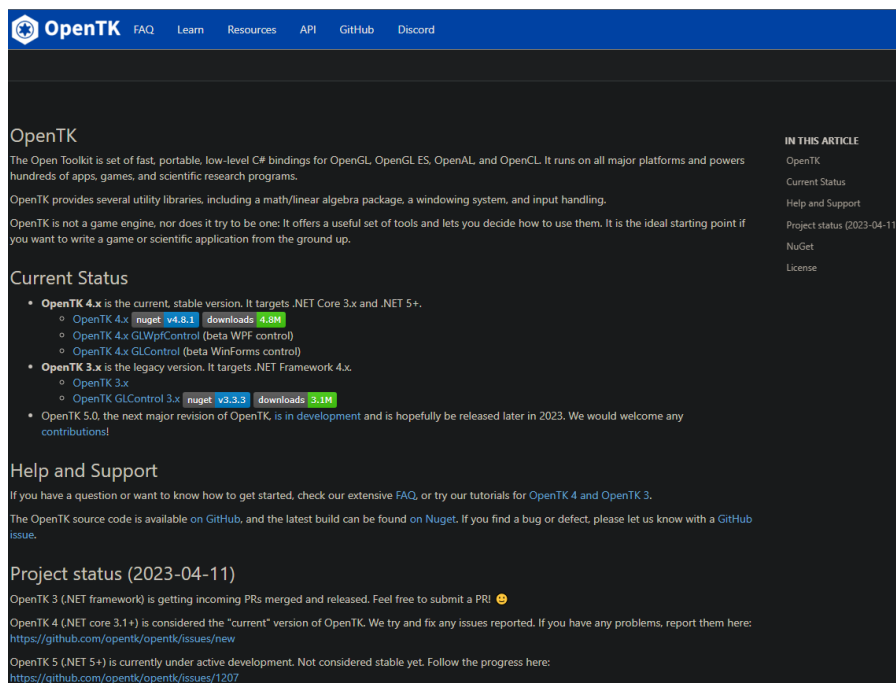 OpenTK FAQ Learn Resources API GitHub Discord
OpenTK
The Open Toolkit is set of fast, portable, low-level C# bindings for OpenGL, OpenGL ES, OpenAL, and OpenCL. It runs on all major platforms and powers
hundreds of apps, games, and scientific research programs.
OpenTK provides several utility libraries, including a math/linear algebra package, a windowing system, and input handling.
OpenTK is not a game engine, nor does it try to be one: It offers a useful set of tools and lets you decide how to use them. It is the ideal starting point if
you want to write a game or scientific application from the ground up.
Current Status
• OpenTK 4.x is the current, stable version. It targets .NET Core 3.x and .NET 5+.
◦ OpenTK 4.x nuget v4.8.1 downloads 4.8M
◦ OpenTK 4.x GLWpfControl (beta WPF control)
◦ OpenTK 4.x GLControl (beta WinForms control)
• OpenTK 3.x is the legacy version. It targets .NET Framework 4.x.
◦ OpenTK 3.x
◦ OpenTK GLControl 3.x nuget v3.3.3 downloads 3.1M
• OpenTK 5.0, the next major revision of OpenTK, is in development and is hopefully be released later in 2023. We would welcome any
contributions!
Help and Support
If you have a question or want to know how to get started, check our extensive FAQ, or try our tutorials for OpenTK 4 and OpenTK 3.
The OpenTK source code is available on GitHub, and the latest build can be found on Nuget. If you find a bug or defect, please let us know with a GitHub
issue.
Project status (2023-04-11)
OpenTK 3 (.NET framework) is getting incoming PRs merged and released. Feel free to submit a PR! 🙂
OpenTK 4 (.NET core 3.1+) is considered the "current" version of OpenTK. We try and fix any issues reported. If you have any problems, report them here:
https://github.com/opentk/opentk/issues/new
OpenTK 5 (.NET 5+) is currently under active development. Not considered stable yet. Follow the progress here:
https://github.com/opentk/opentk/issues/1207
IN THIS ARTICLE
OpenTK
Current Status
Help and Support
Project status (2023-04-11
NuGet
License